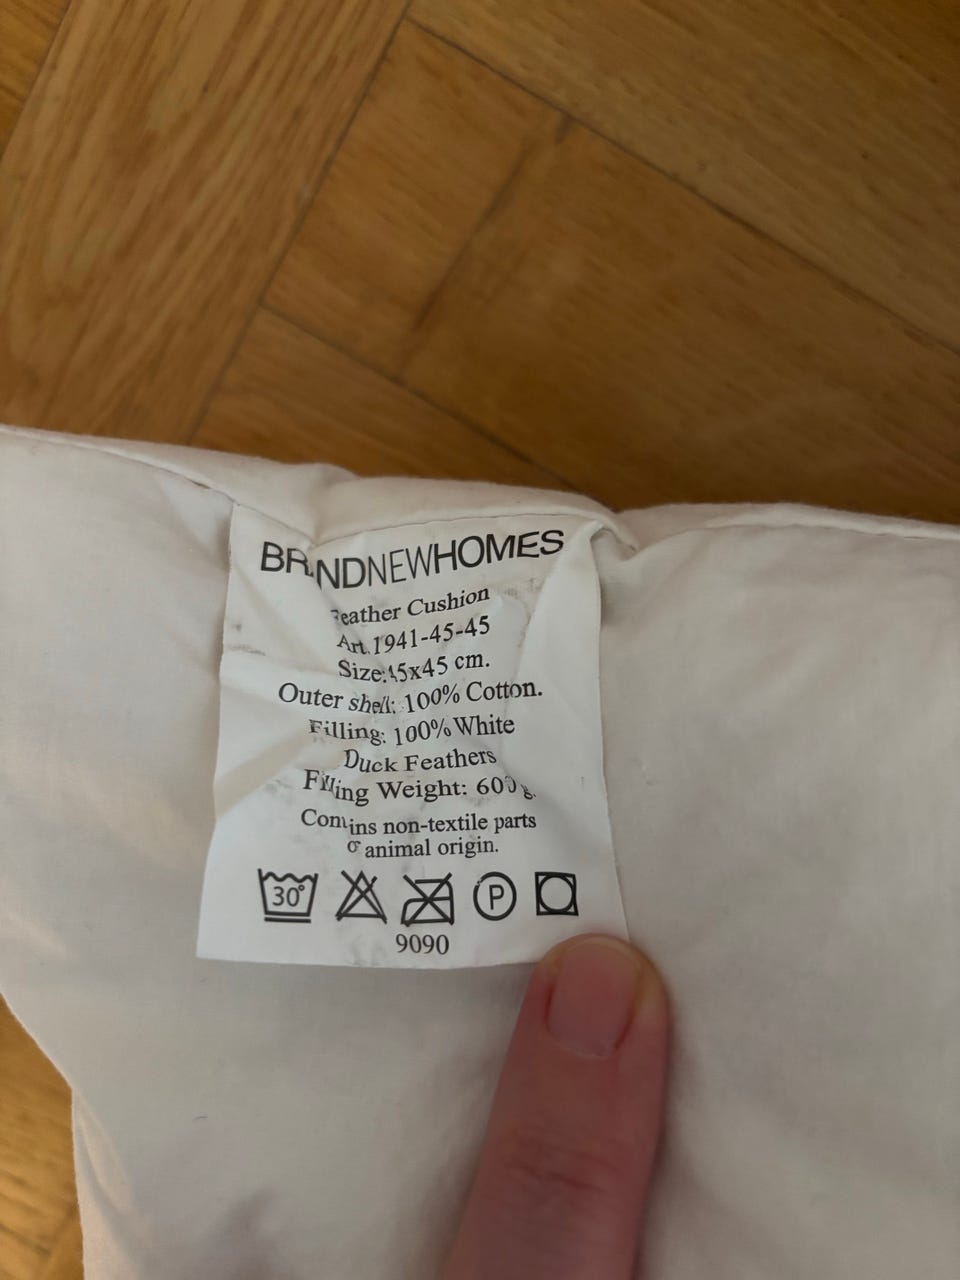 BRANDNEWHOMES
Feather Cushion
Art.1941-45-45
Size:45x45 cm.
Outer shell: 100% Cotton.
Filling: 100% White
Duck Feathers
Filling Weight: 600 g.
Contains non-textile parts
of animal origin.
30° P
9090